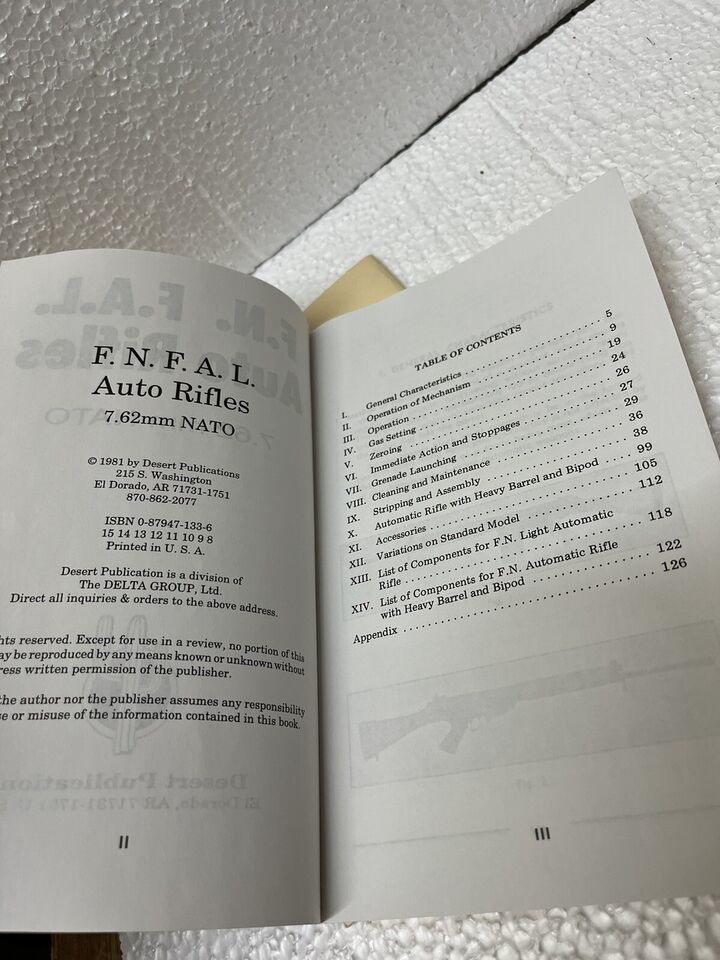 F. N. F. A. L.
Auto Rifles
7.62mm NATO
© 1981 by Desert Publications
215 S. Washington
El Dorado, AR 71731-1751
870-862-2077
ISBN 0-87947-133-6
15 14 13 12 11 10 9 8
Printed in U. S. A.
Desert Publication is a division of
The DELTA GROUP, Ltd.
Direct all inquiries & orders to the above address.
hts reserved. Except for use in a review, no portion of this
ay be reproduced by any means known or unknown without
ress written permission of the publisher.
the author nor the publisher assumes any responsibility
se or misuse of the information contained in this book.
II
TABLE OF CONTENTS
I. General Characteristics . . . . . . . . . . . . . . . . . . . . 5
II. Operation of Mechanism . . . . . . . . . . . . . . . . . . . . 9
III. Operation . . . . . . . . . . . . . . . . . . . . 19
IV. Gas Setting . . . . . . . . . . . . . . . . . . . . 24
V. Zeroing . . . . . . . . . . . . . . . . . . . . 26
VI. Immediate Action and Stoppages . . . . . . . . . . . . . . . 27
VII. Grenade Launching . . . . . . . . . . . . . . . . . . . . 29
VIII. Cleaning and Maintenance . . . . . . . . . . . . . . . . . . . . 36
IX. Stripping and Assembly . . . . . . . . . . . . . . . . . . . . 38
X. Automatic Rifle with Heavy Barrel and Bipod . . . . . 99
XI. Accessories . . . . . . . . . . . . . . . . . . . . 105
XII. Variations on Standard Model . . . . . . . . . . . . . . . 112
XIII. List of Components for F.N. Light Automatic
Rifle . . . . . . . . . . . . . . . . . . . . 118
XIV. List of Components for F.N. Automatic Rifle
with Heavy Barrel and Bipod . . . . . . . . . . . . . . . 122
Appendix . . . . . . . . . . . . . . . . . . . . 126
III